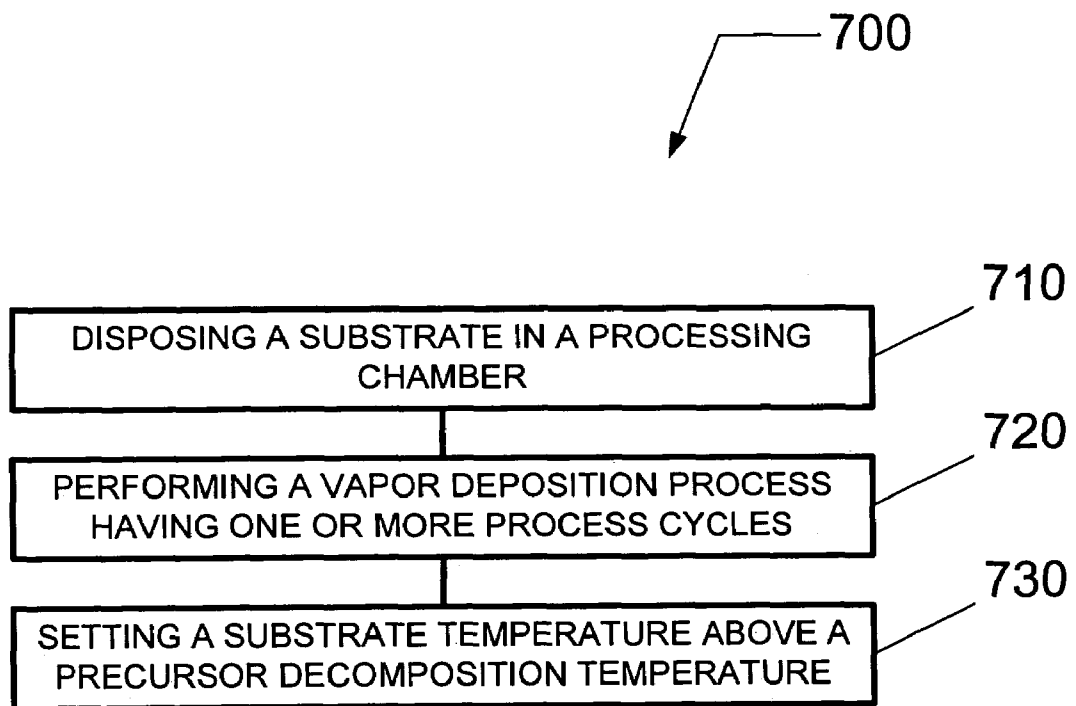 700
710
DISPOSING A SUBSTRATE IN A PROCESSING
CHAMBER
720
PERFORMING A VAPOR DEPOSITION PROCESS
HAVING ONE OR MORE PROCESS CYCLES
730
SETTING A SUBSTRATE TEMPERATURE ABOVE A
PRECURSOR DECOMPOSITION TEMPERATURE